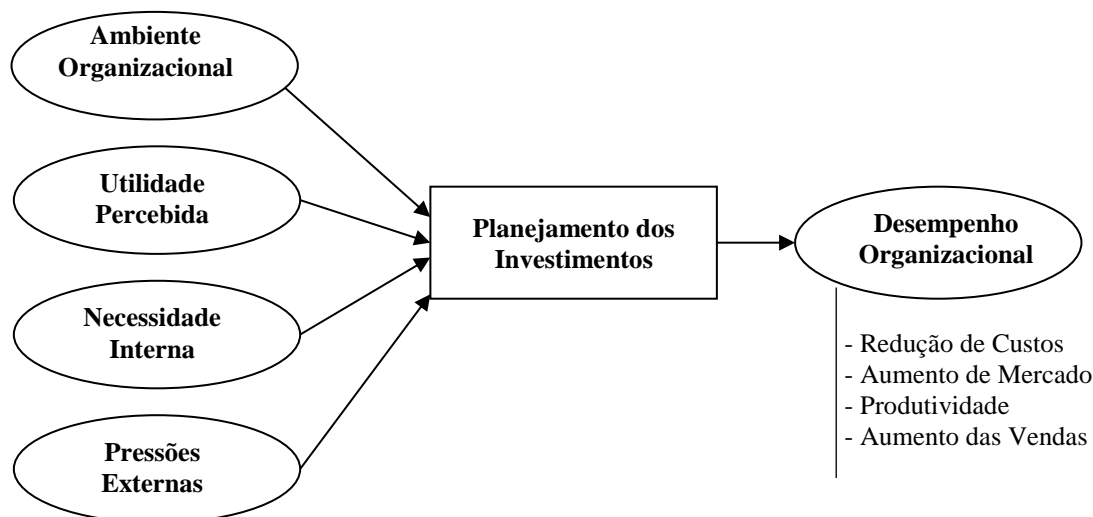 Ambiente
Organizacional
Utilidade
Percebida
Necessidade
Interna
Pressões
Externas
Planejamento dos
Investimentos
Desempenho
Organizacional
- Redução de Custos
- Aumento de Mercado
- Produtividade
- Aumento das Vendas